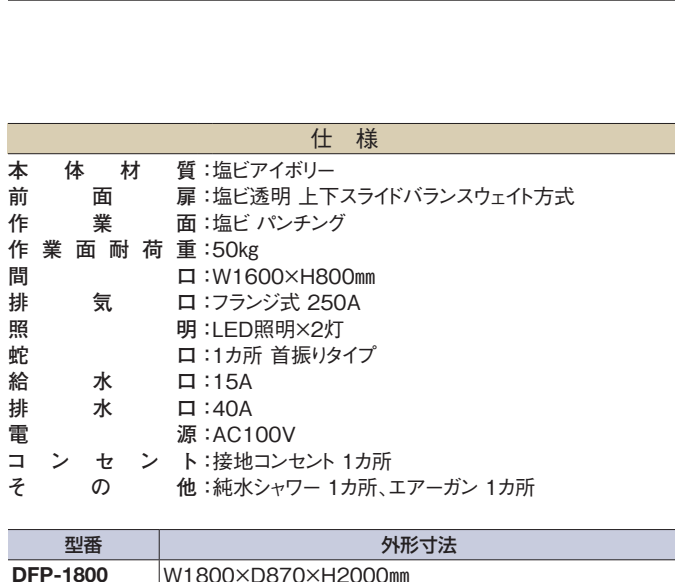 仕 様
本体材質：塩ビアイボリー
前面扉：塩ビ透明 上下スライドバランスウェイト方式
作業面：塩ビ パンチング
作業面耐荷重：50㎏
間口：W1600×H800㎜
排気口：フランジ式 250A
照明：LED照明×2灯
蛇口：1カ所 首振りタイプ
給水口：15A
排水口：40A
電源：AC100V
コンセント：接地コンセント 1カ所
その他：純水シャワー 1カ所、エアーガン 1カ所
型番 外形寸法
DFP-1800 W1800×D870×H2000㎜